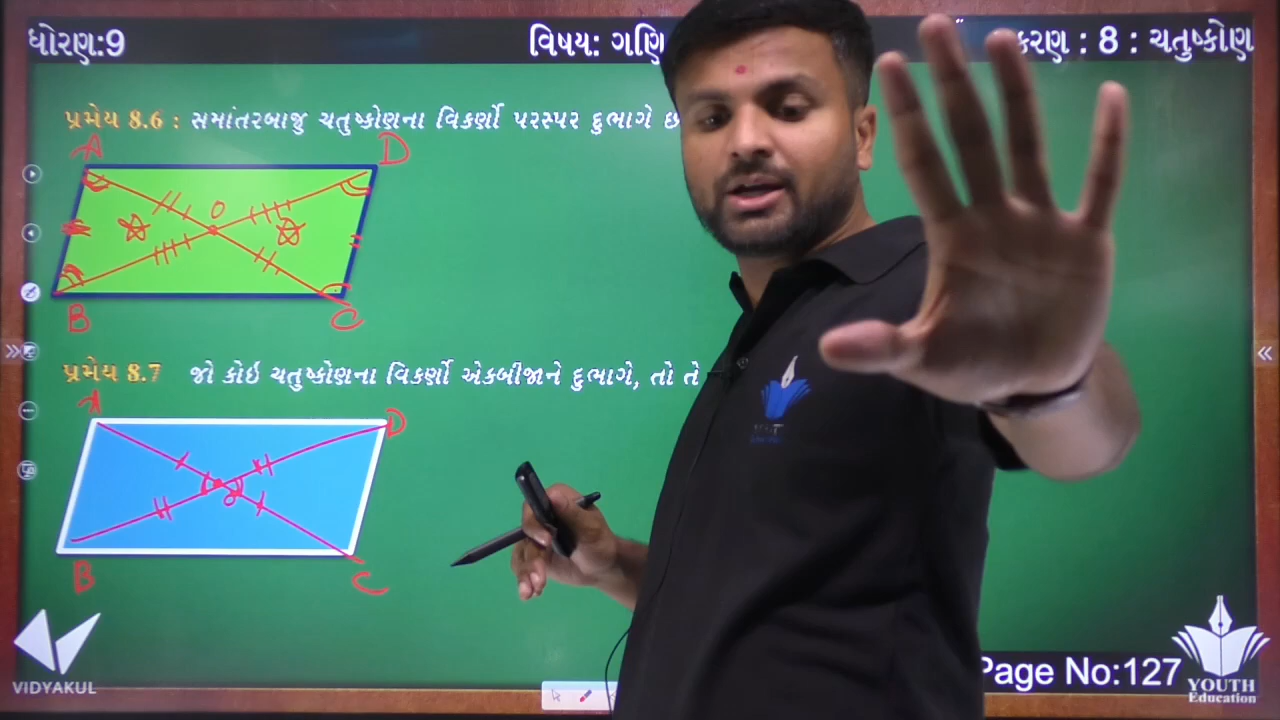 ધોરણ:9
વિષય: ગણિ
કરણ : 8 : ચતુષ્કોણ
પ્રમેય 8.6 : સમાંતરબાજુ ચતુષ્કોણના વિકર્ણો પરસ્પર દુભાગે છ
A D
O
B C
પ્રમેય 8.7 જો કોઈ ચતુષ્કોણના વિકર્ણો એકબીજાને દુભાગે, તો તે
A D
O
B C
VIDYAKUL
Page No:127
YOUTH
Education